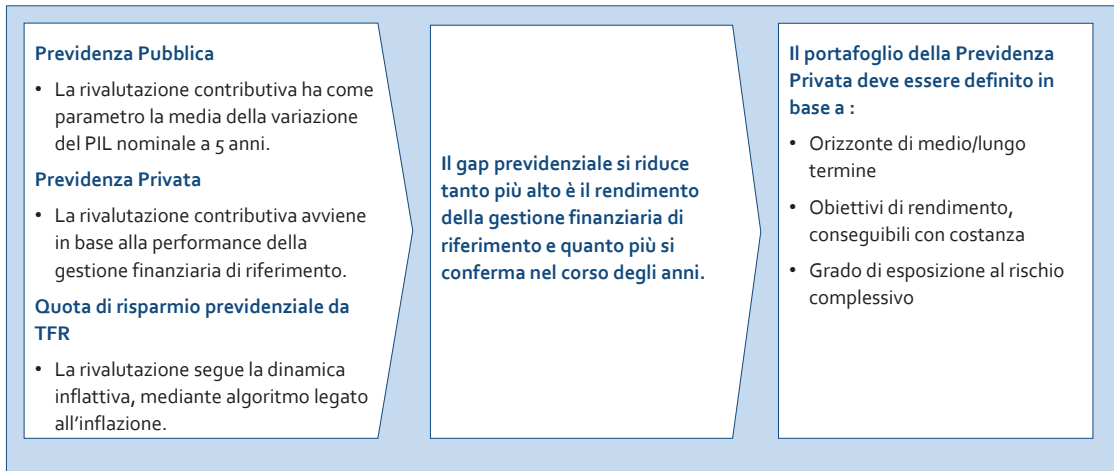 Previdenza Pubblica
• La rivalutazione contributiva ha come
parametro la media della variazione
del PIL nominale a 5 anni.
Previdenza Privata
• La rivalutazione contributiva avviene
in base alla performance della
gestione finanziaria di riferimento.
Quota di risparmio previdenziale da
TFR
• La rivalutazione segue la dinamica
inflattiva, mediante algoritmo legato
all'inflazione.
Il gap previdenziale si riduce
tanto più alto è il rendimento
della gestione finanziaria di
riferimento e quanto più si
conferma nel corso degli anni.
Il portafoglio della Previdenza
Privata deve essere definito in
base a :
• Orizzonte di medio/lungo
termine
• Obiettivi di rendimento,
conseguibili con costanza
• Grado di esposizione al rischio
complessivo